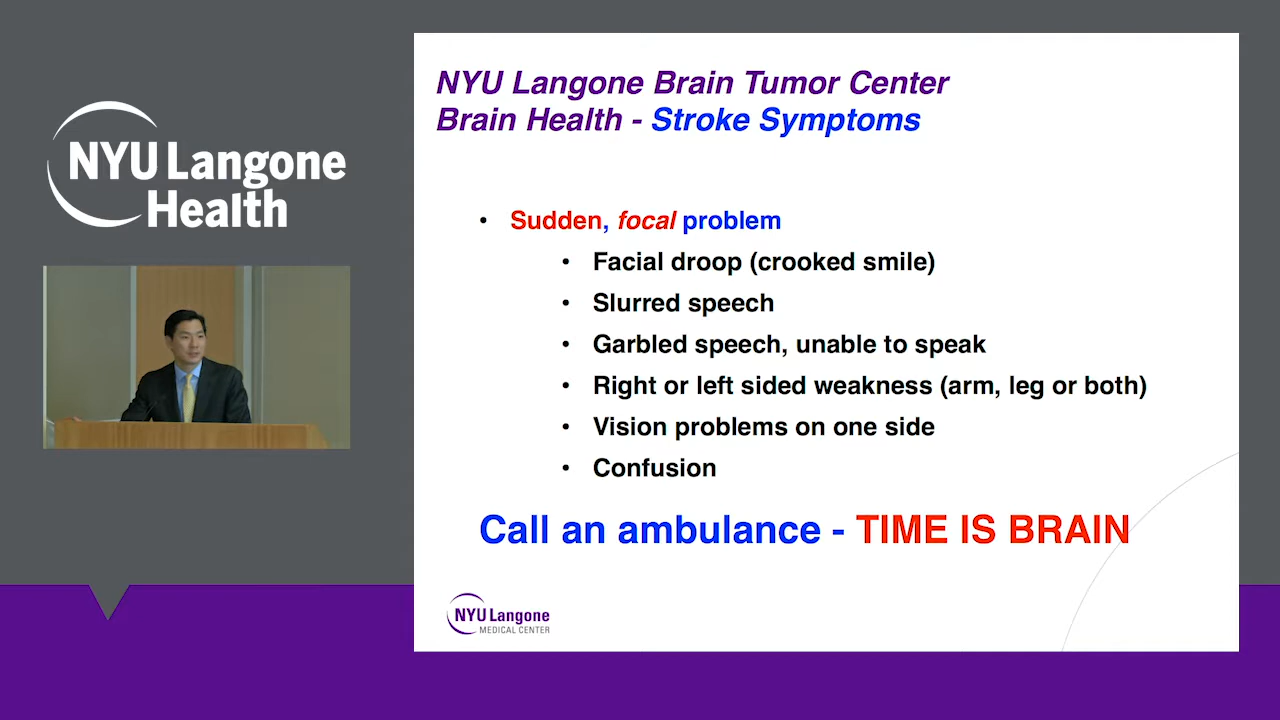 NYU Langone
Health
NYU Langone Brain Tumor Center
Brain Health - Stroke Symptoms
• Sudden, focal problem
• Facial droop (crooked smile)
• Slurred speech
• Garbled speech, unable to speak
• Right or left sided weakness (arm, leg or both)
• Vision problems on one side
• Confusion
Call an ambulance - TIME IS BRAIN
NYU Langone
MEDICAL CENTER